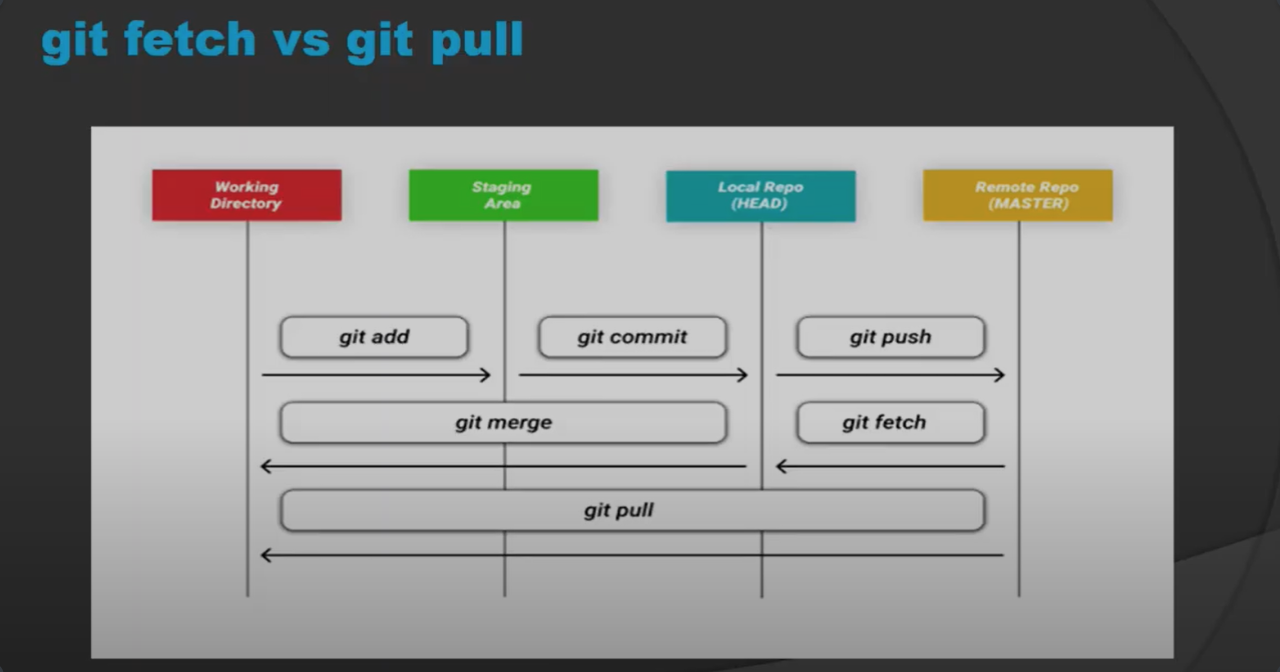 git fetch vs git pull
Working
Directory
Staging
Area
Local Repo
(HEAD)
Remote Repo
(MASTER)
git add
git commit
git push
git merge
git fetch
git pull